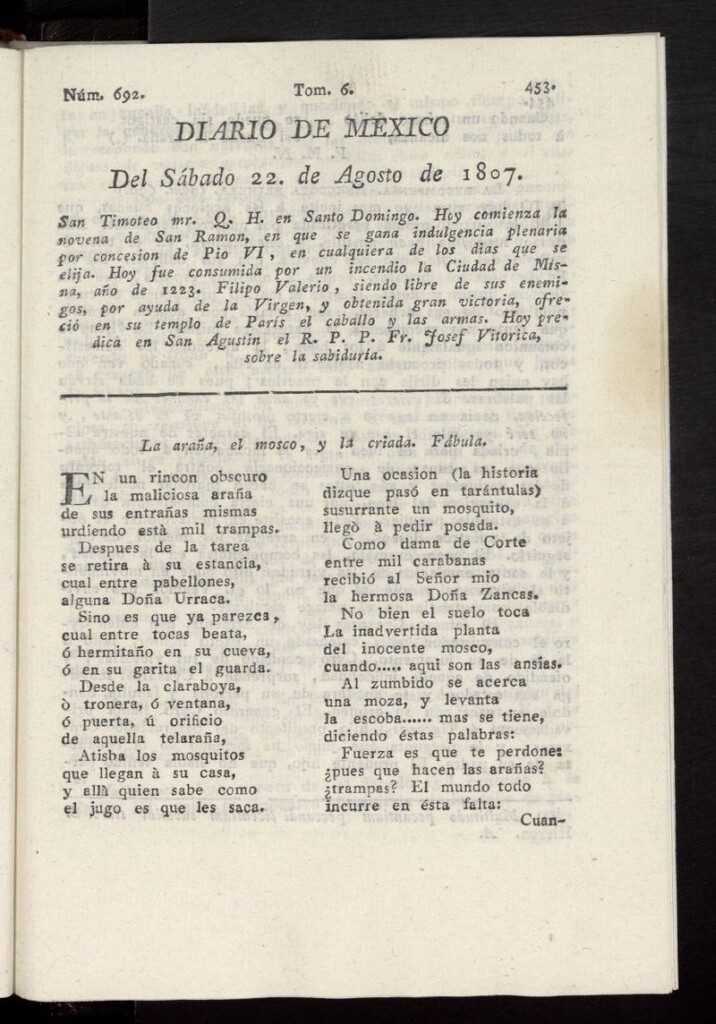 Núm. 692. Tom. 6. 453.
DIARIO DE MEXICO
Del Sábado 22. de Agosto de 1807.
San Timoteo mr. Q. H. en Santo Domingo. Hoy comienza la
novena de San Ramon, en que se gana indulgencia plenaria
por concesion de Pio VI, en cualquiera de los dias que se
elija. Hoy fue consumida por un incendio la Ciudad de Mis-
na, año de 1223. Filipo Valerio, siendo libre de sus enemi-
gos, por ayuda de la Virgen, y obtenida gran victoria, ofre-
ció en su templo de París el caballo y las armas. Hoy pre-
dica en San Agustin el R. P. P. Fr. Josef Vitorica,
sobre la sabiduría.
La araña, el mosco, y la criada. Fábula.
EN un rincon obscuro
la maliciosa araña
de sus entrañas mismas
urdiendo està mil trampas.
Despues de la tarea
se retira à su estancia,
cual entre pabellones,
alguna Doña Urraca.
Sino es que ya parezca,
cual entre tocas beata,
ó hermitaño en su cueva,
ó en su garita el guarda.
Desde la claraboya,
ò tronera, ó ventana,
ó puerta, ú orificio
de aquella telaraña,
Atisba los mosquitos
que llegan à su casa,
y allà quien sabe como
el jugo es que les saca.
Una ocasion (la historia
dizque pasó en tarántulas)
susurrante un mosquito,
llegò à pedir posada.
Como dama de Corte
entre mil carabanas
recibió al Señor mio
la hermosa Doña Zancas.
No bien el suelo toca
La inadvertida planta
del inocente mosco,
cuando..... aqui son las ansias.
Al zumbido se acerca
una moza, y levanta
la escoba...... mas se tiene,
diciendo éstas palabras:
Fuerza es que te perdone:
¿pues que hacen las arañas?
¿trampas? El mundo todo
incurre en ésta falta:
Cuan-